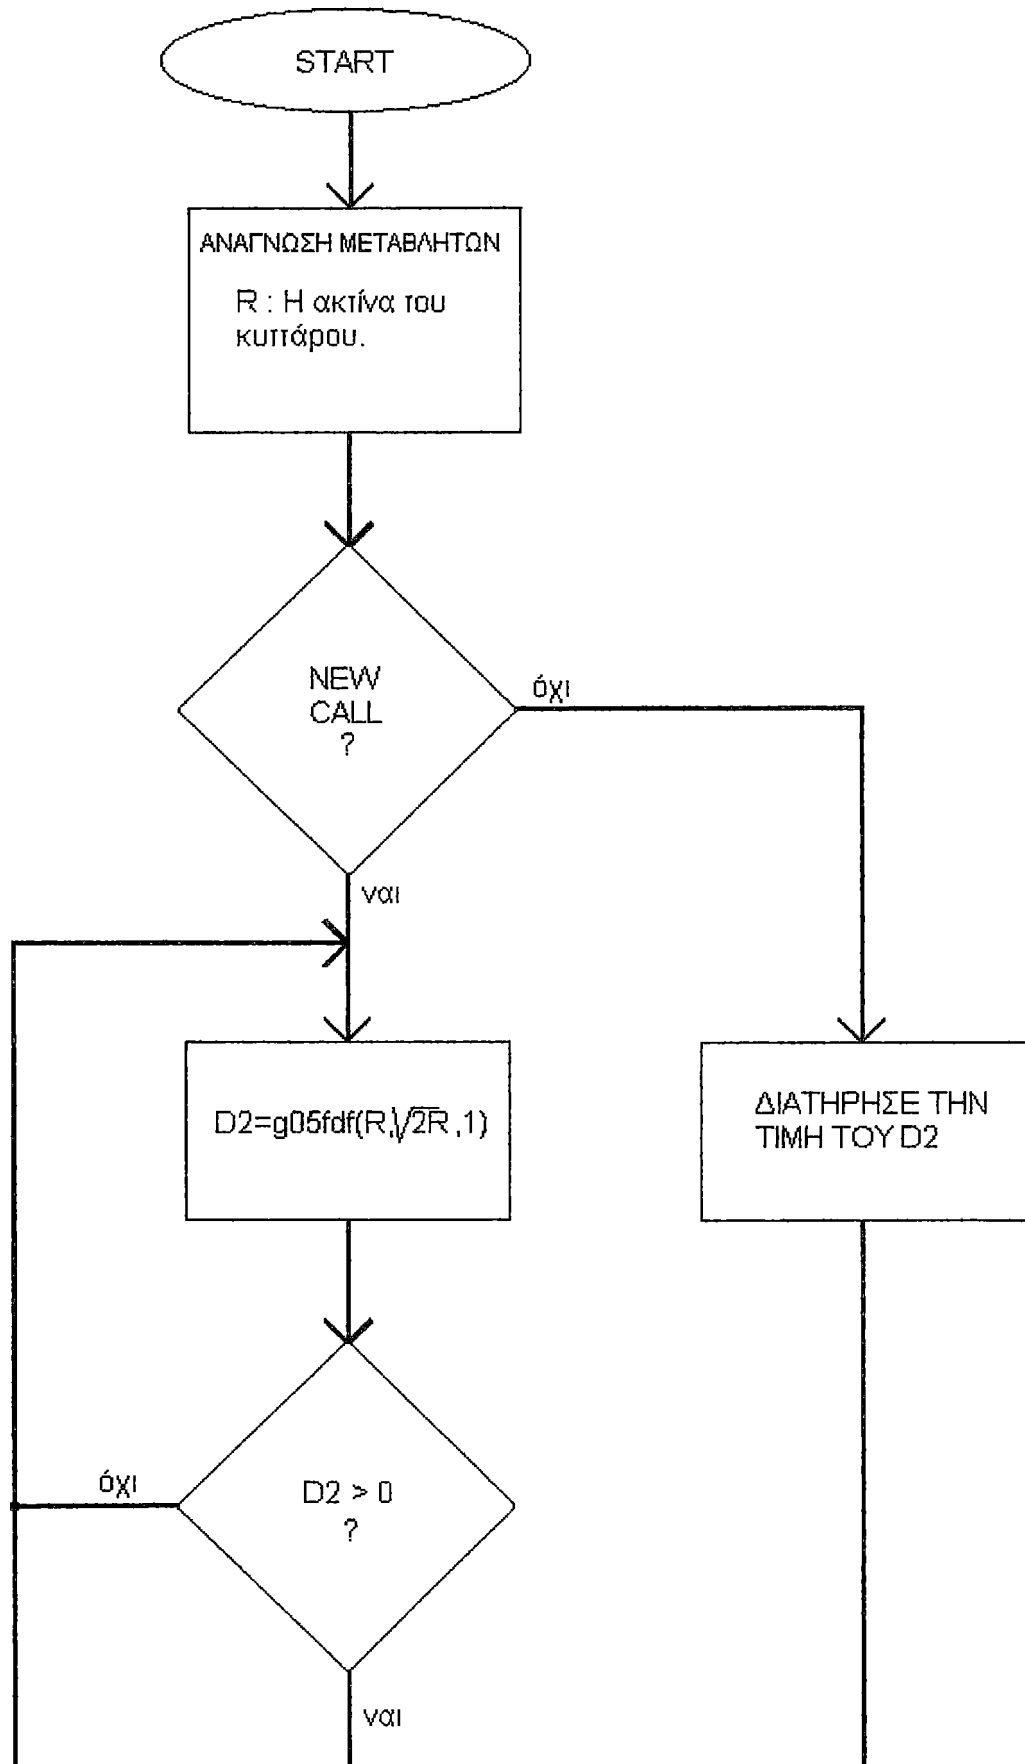 START
ΑΝΑΓΝΩΣΗ ΜΕΤΑΒΛΗΤΩΝ
R : Η ακτίνα του
κυττάρου.
NEW
CALL
?
όχι
ναι
D2=g05fdf(R,√2R,1)
ΔΙΑΤΗΡΗΣΕ ΤΗΝ
ΤΙΜΗ ΤΟΥ D2
όχι
D2 > 0
?
ναι